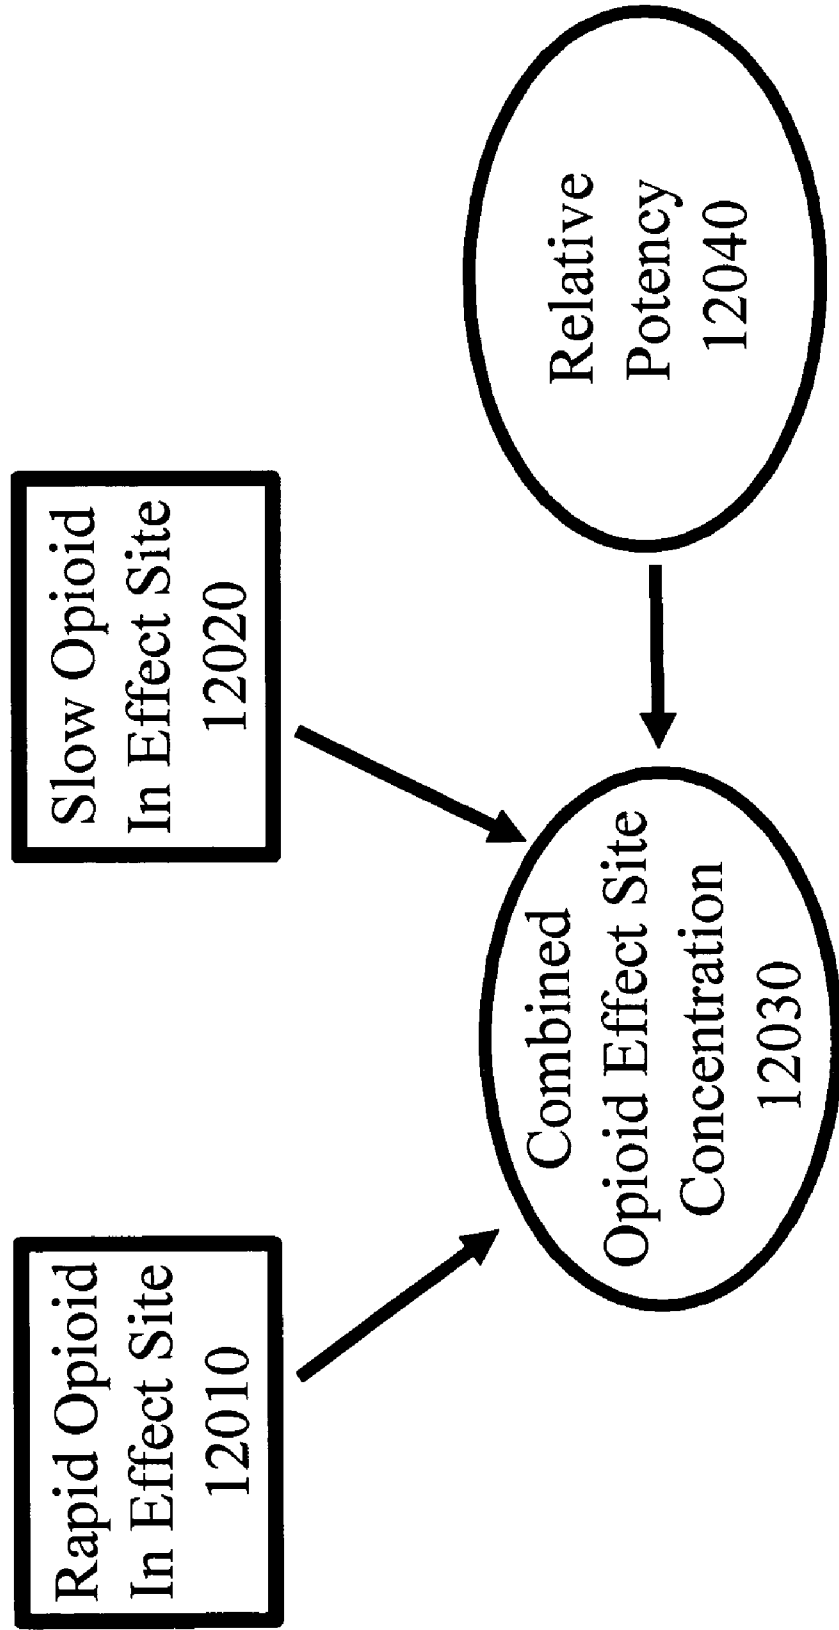 Rapid Opioid
In Effect Site
12010
Slow Opioid
In Effect Site
12020
Combined
Opioid Effect Site
Concentration
12030
Relative
Potency
12040